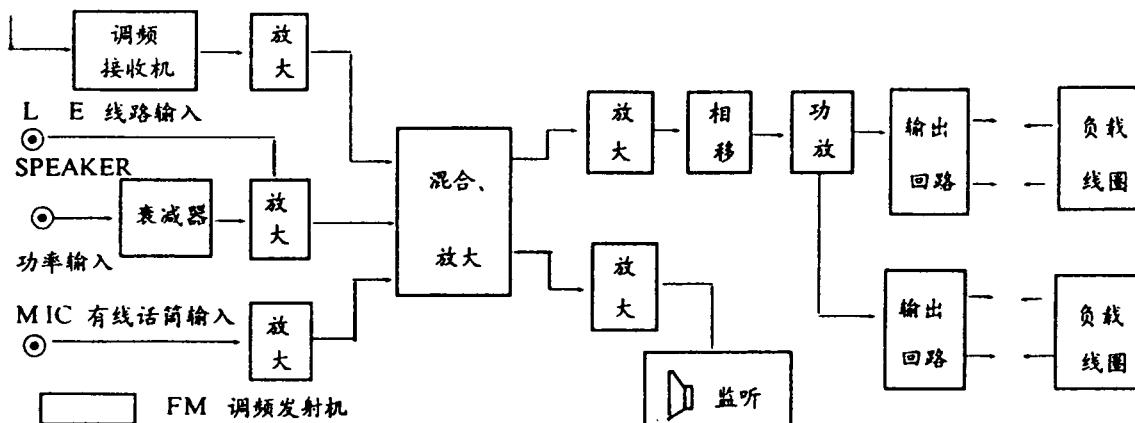 调频
接收机
放
大
L E 线路输入
SPEAKER
衰减器
放
大
功率输入
MIC 有线话筒输入
放
大
FM 调频发射机
混合、
放大
放
大
相
移
功
放
输出
回路
负载
线圈
放
大
监听
输出
回路
负载
线圈